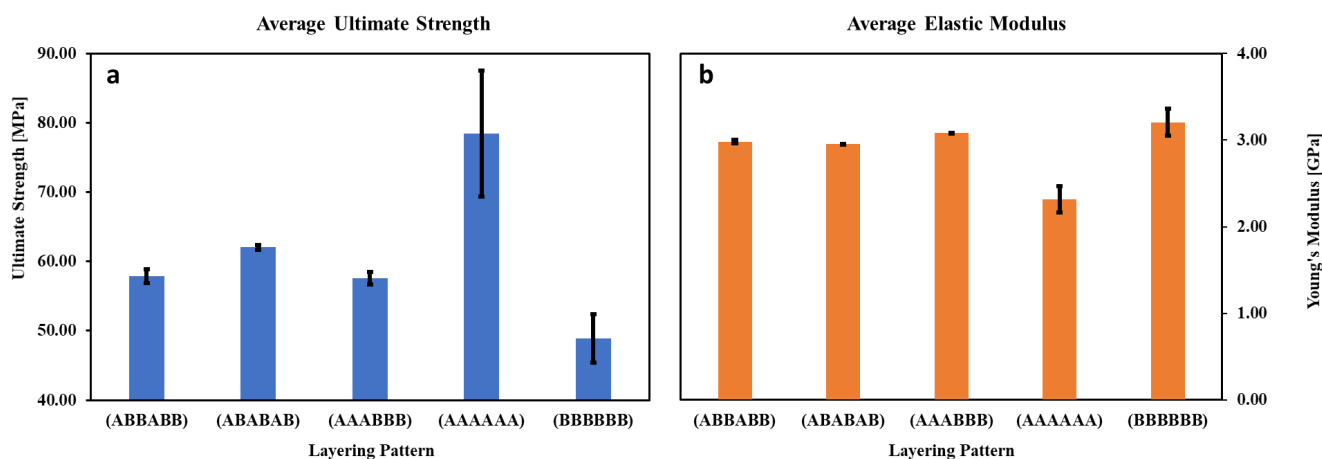 Average Ultimate Strength
a
Ultimate Strength [MPa]
90.00
80.00
70.00
60.00
50.00
40.00
(ABBABB) (ABABAB) (AAABBB) (AAAAAA) (BBBBBB)
Layering Pattern
Average Elastic Modulus
b
4.00
3.00
2.00
1.00
0.00
Young's Modulus [GPa]
(ABBABB) (ABABAB) (AAABBB) (AAAAAA) (BBBBBB)
Layering Pattern